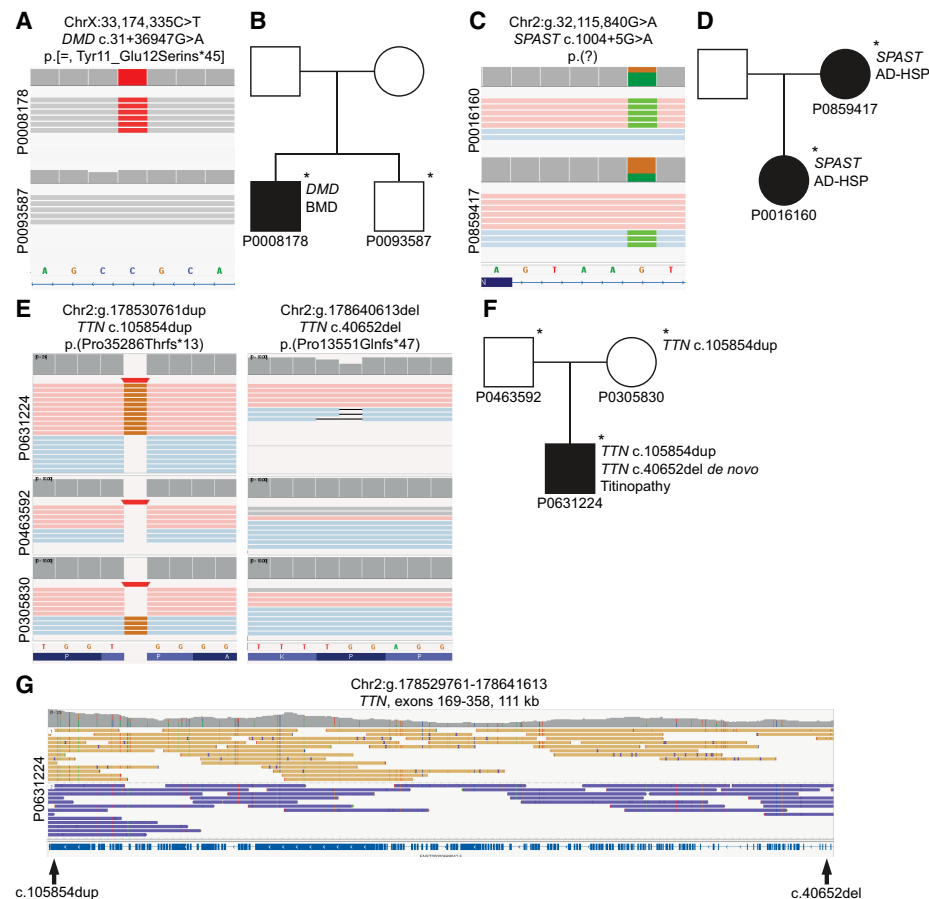 A
ChrX:33,174,335C>T
DMD c.31+36947G>A
p.[=, Tyr11_Glu12Serins*45]
P0008178
P0093587
A G C C G C A
B
*
DMD
BMD
P0008178
*
P0093587
C
Chr2:g.32,115,840G>A
SPAST c.1004+5G>A
p.(?)
P0016160
P0859417
A G T A A G T
N
D
*
SPAST
AD-HSP
P0859417
*
SPAST
AD-HSP
P0016160
E
Chr2:g.178530761dup
TTN c.105854dup
p.(Pro35286Thrfs*13)
Chr2:g.178640613del
TTN c.40652del
p.(Pro13551Glnfs*47)
P0631224
P0463592
P0305830
T G G T G G G G
P P A
T T T T G G A G G
K P P
F
*
P0463592
*
TTN c.105854dup
P0305830
*
TTN c.105854dup
TTN c.40652del de novo
Titinopathy
P0631224
G
Chr2:g.178529761-178641613
TTN, exons 169-358, 111 kb
P0631224
c.105854dup
c.40652del